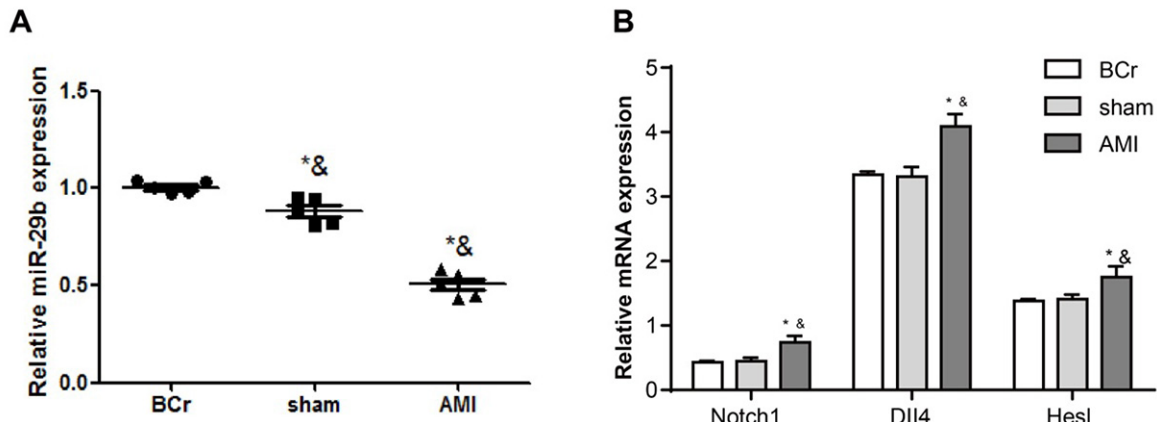 A
Relative miR-29b expression
1.5
1.0
0.5
0.0
*&
*&
BCr
sham
AMI
B
Relative mRNA expression
5
4
3
2
1
0
* &
* &
* &
BCr
sham
AMI
Notch1
Dll4
Hesl